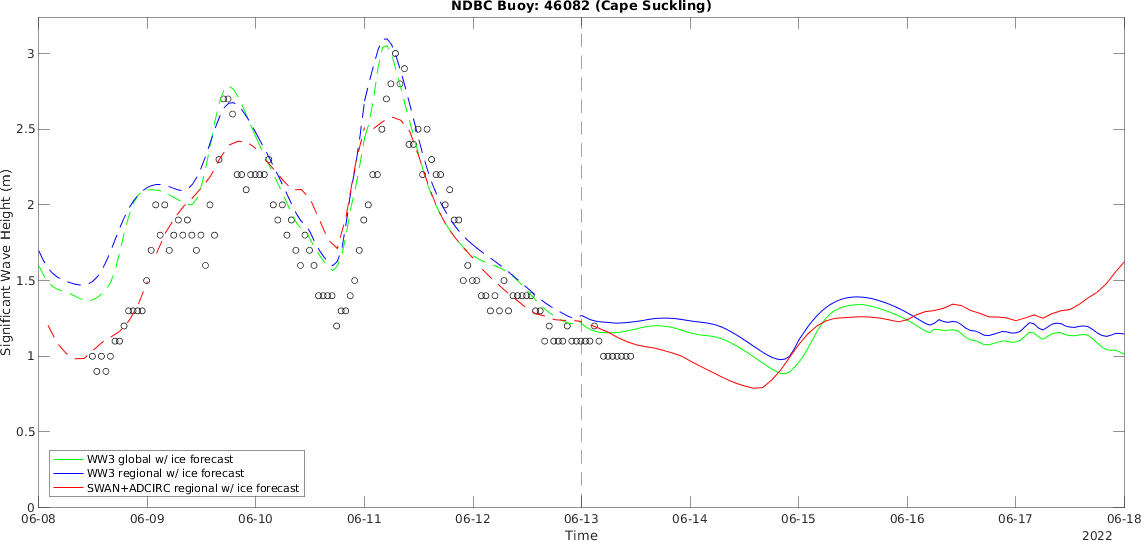 NDBC Buoy: 46082 (Cape Suckling)
Significant Wave Height (m)
3
2.5
2
1.5
1
0.5
0
WW3 global w/ ice forecast
WW3 regional w/ ice forecast
SWAN+ADCIRC regional w/ ice forecast
06-08 06-09 06-10 06-11 06-12 06-13 06-14 06-15 06-16 06-17 06-18
Time
2022